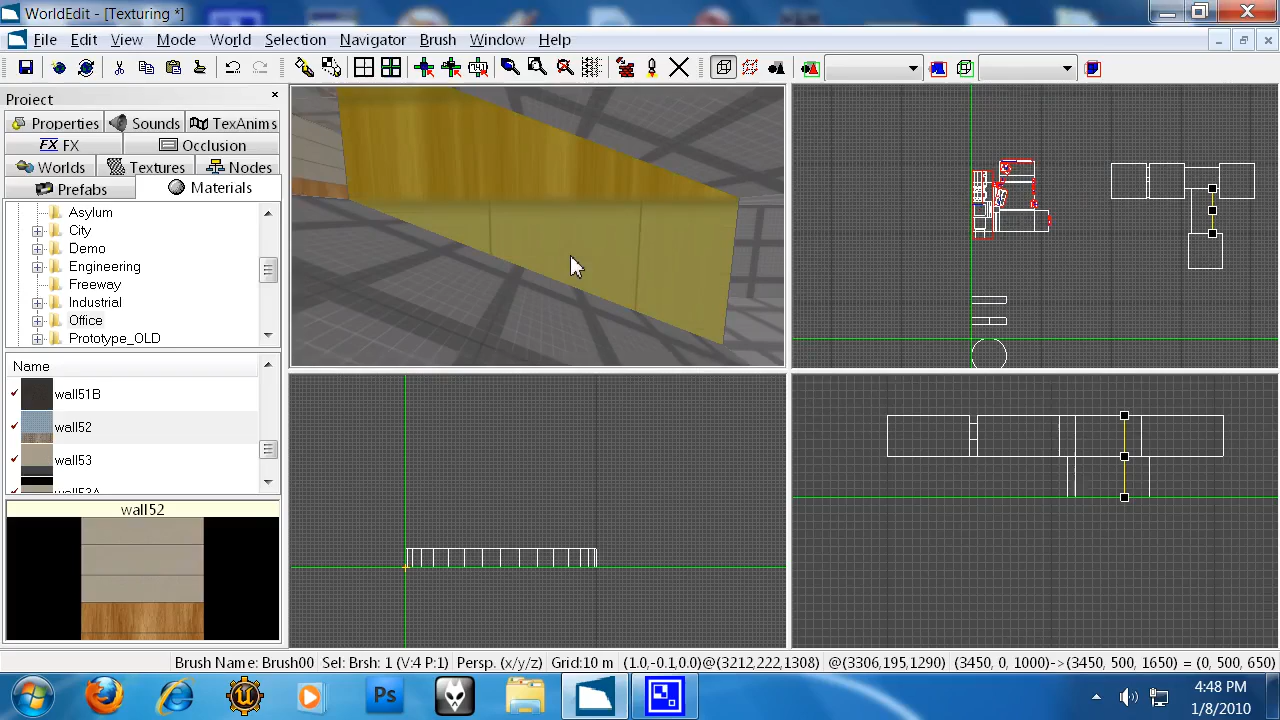 WorldEdit - [Texturing *]
File Edit View Mode World Selection Navigator Brush Window Help
Project
Properties Sounds TexAnims
FX FX Occlusion
Worlds Textures Nodes
Prefabs Materials
Asylum
City
Demo
Engineering
Freeway
Industrial
Office
Prototype_OLD
Name
wall51B
wall52
wall53
wall53A
wall52
Brush Name: Brush00 Sel: Brsh: 1 (V:4 P:1) Persp. (x/y/z) Grid:10 m (1.0,-0.1,0.0)@(3212,222,1308) @(3306,195,1290) (3450, 0, 1000)->(3450, 500, 1650) = (0, 500, 650)
Ps
4:48 PM
1/8/2010